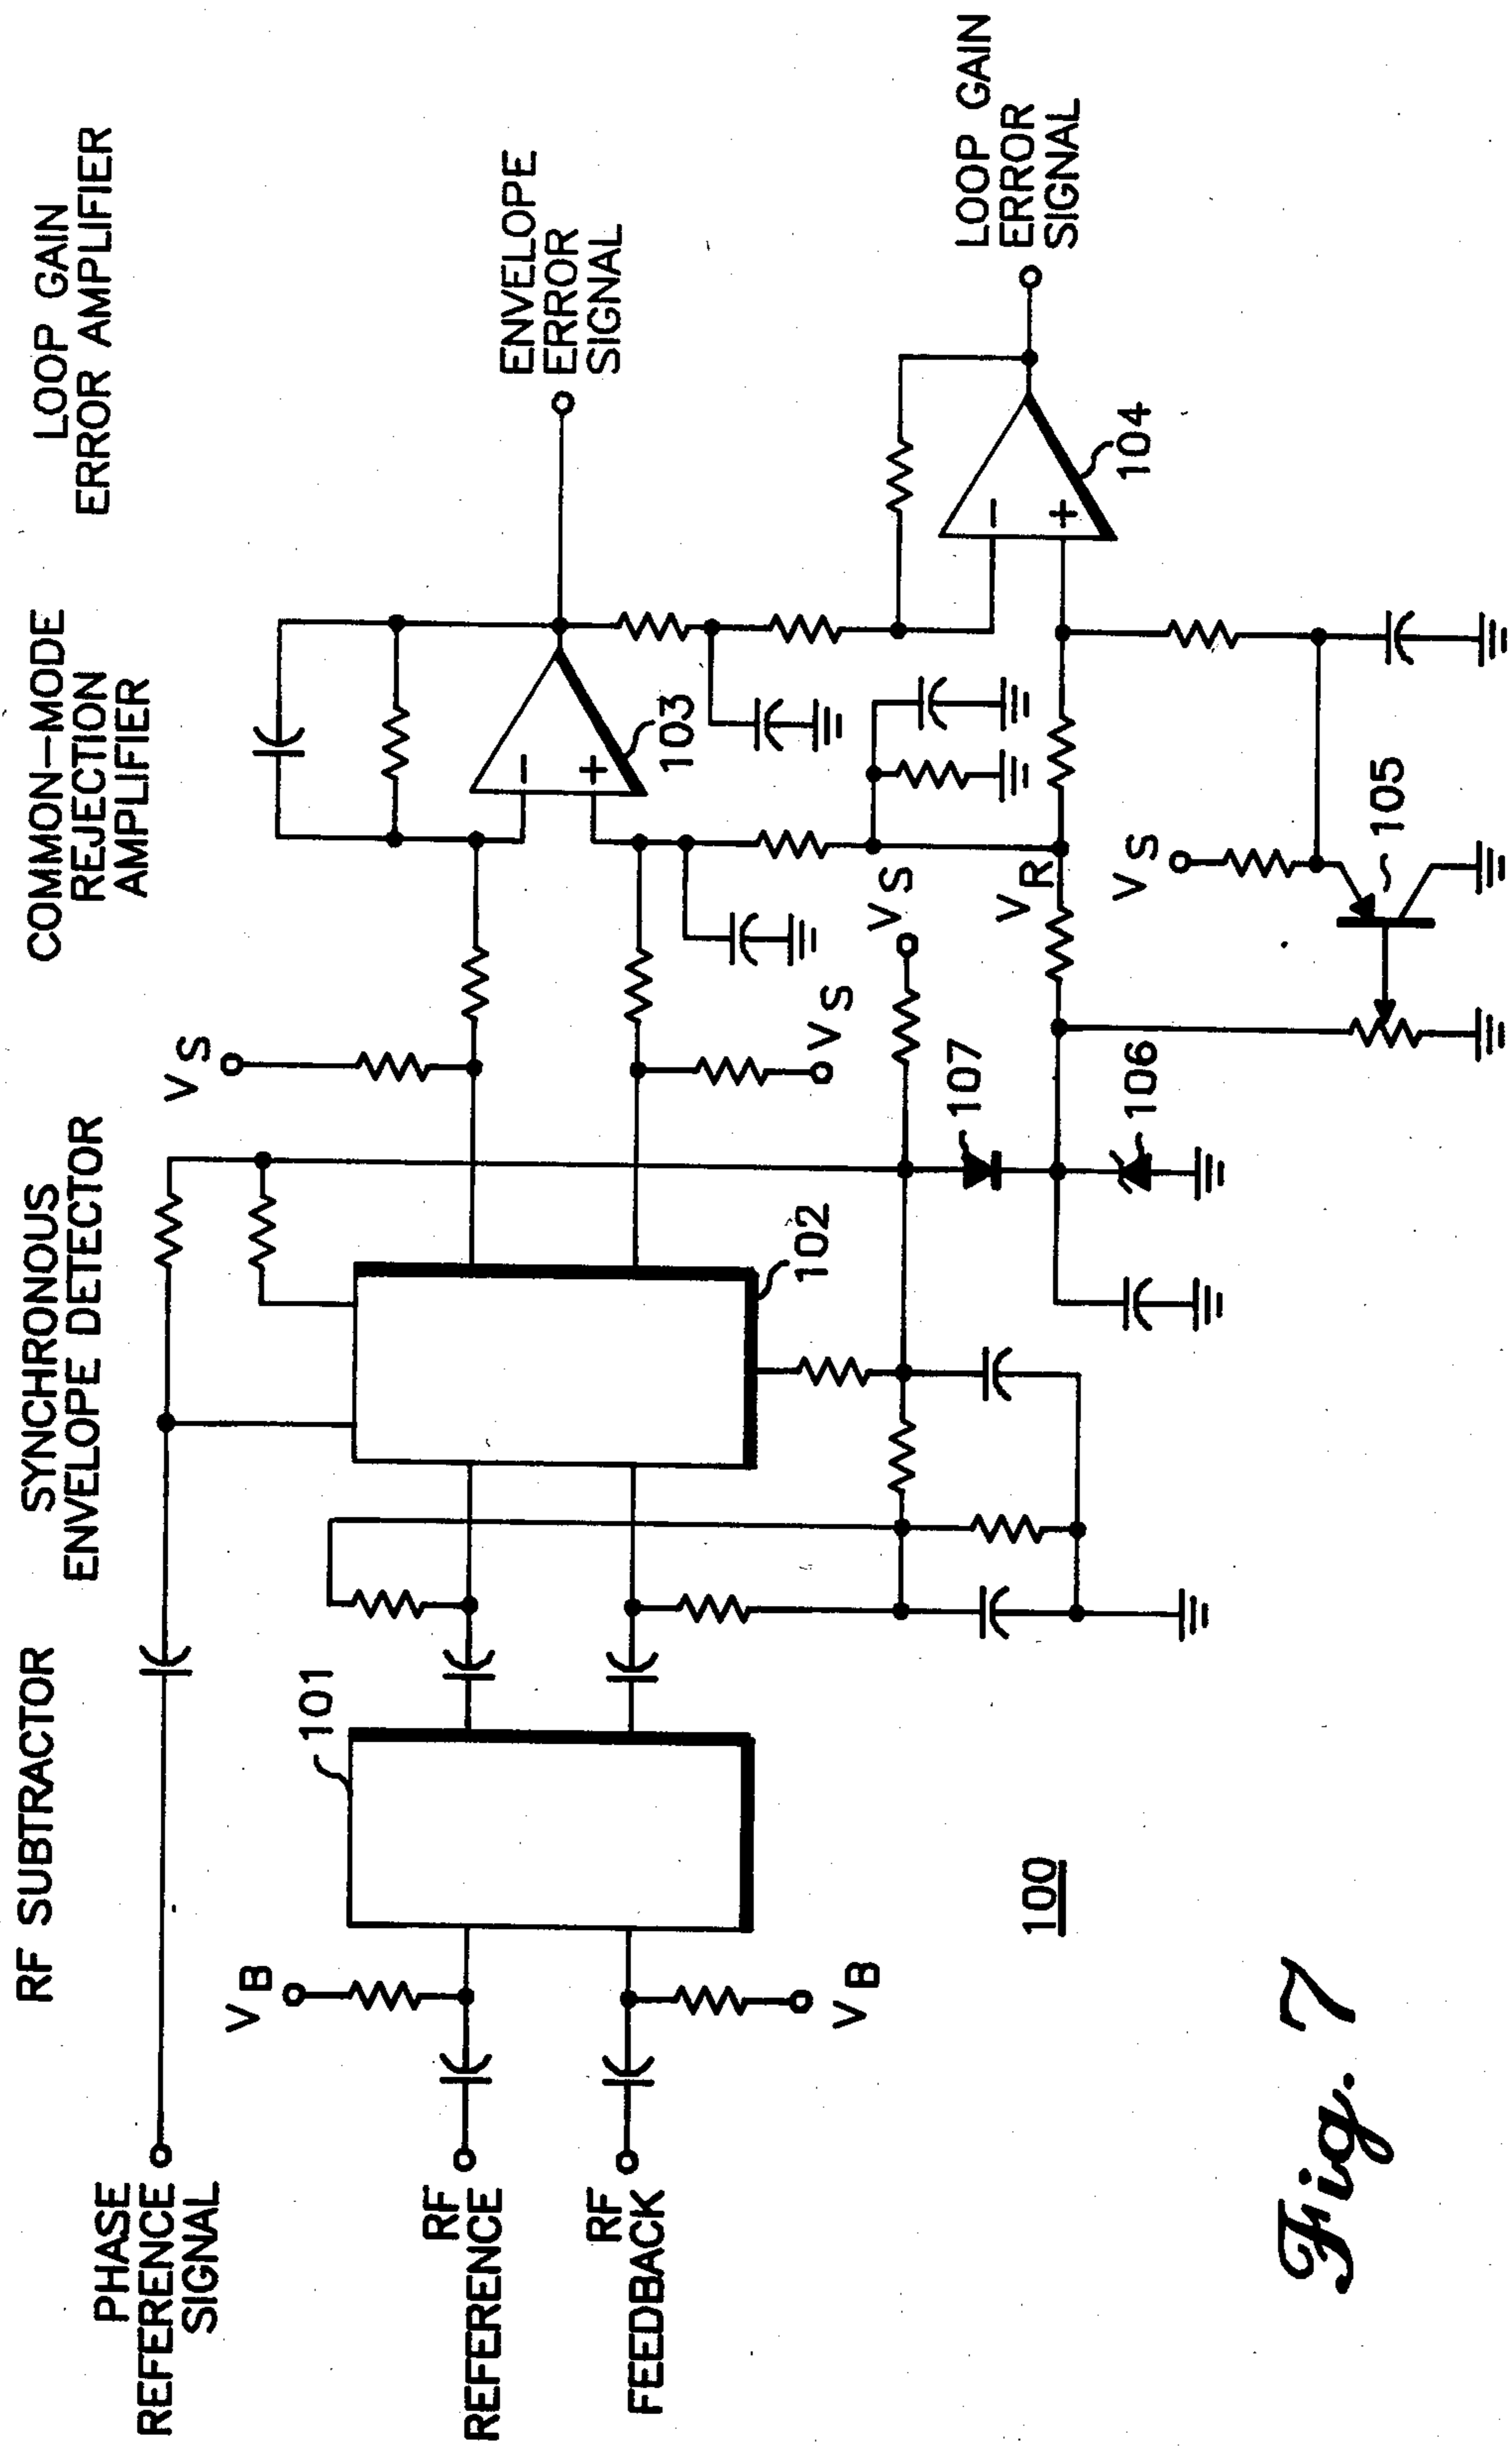 RF SUBTRACTOR
SYNCHRONOUS
ENVELOPE DETECTOR
COMMON-MODE
REJECTION
AMPLIFIER
LOOP GAIN
ERROR AMPLIFIER
PHASE
REFERENCE
SIGNAL
RF
REFERENCE
RF
FEEDBACK
VB
VB
101
102
VS
VS
103
ENVELOPE
ERROR
SIGNAL
VS
VR
107
106
VS
105
104
LOOP GAIN
ERROR
SIGNAL
100
Fig. 7